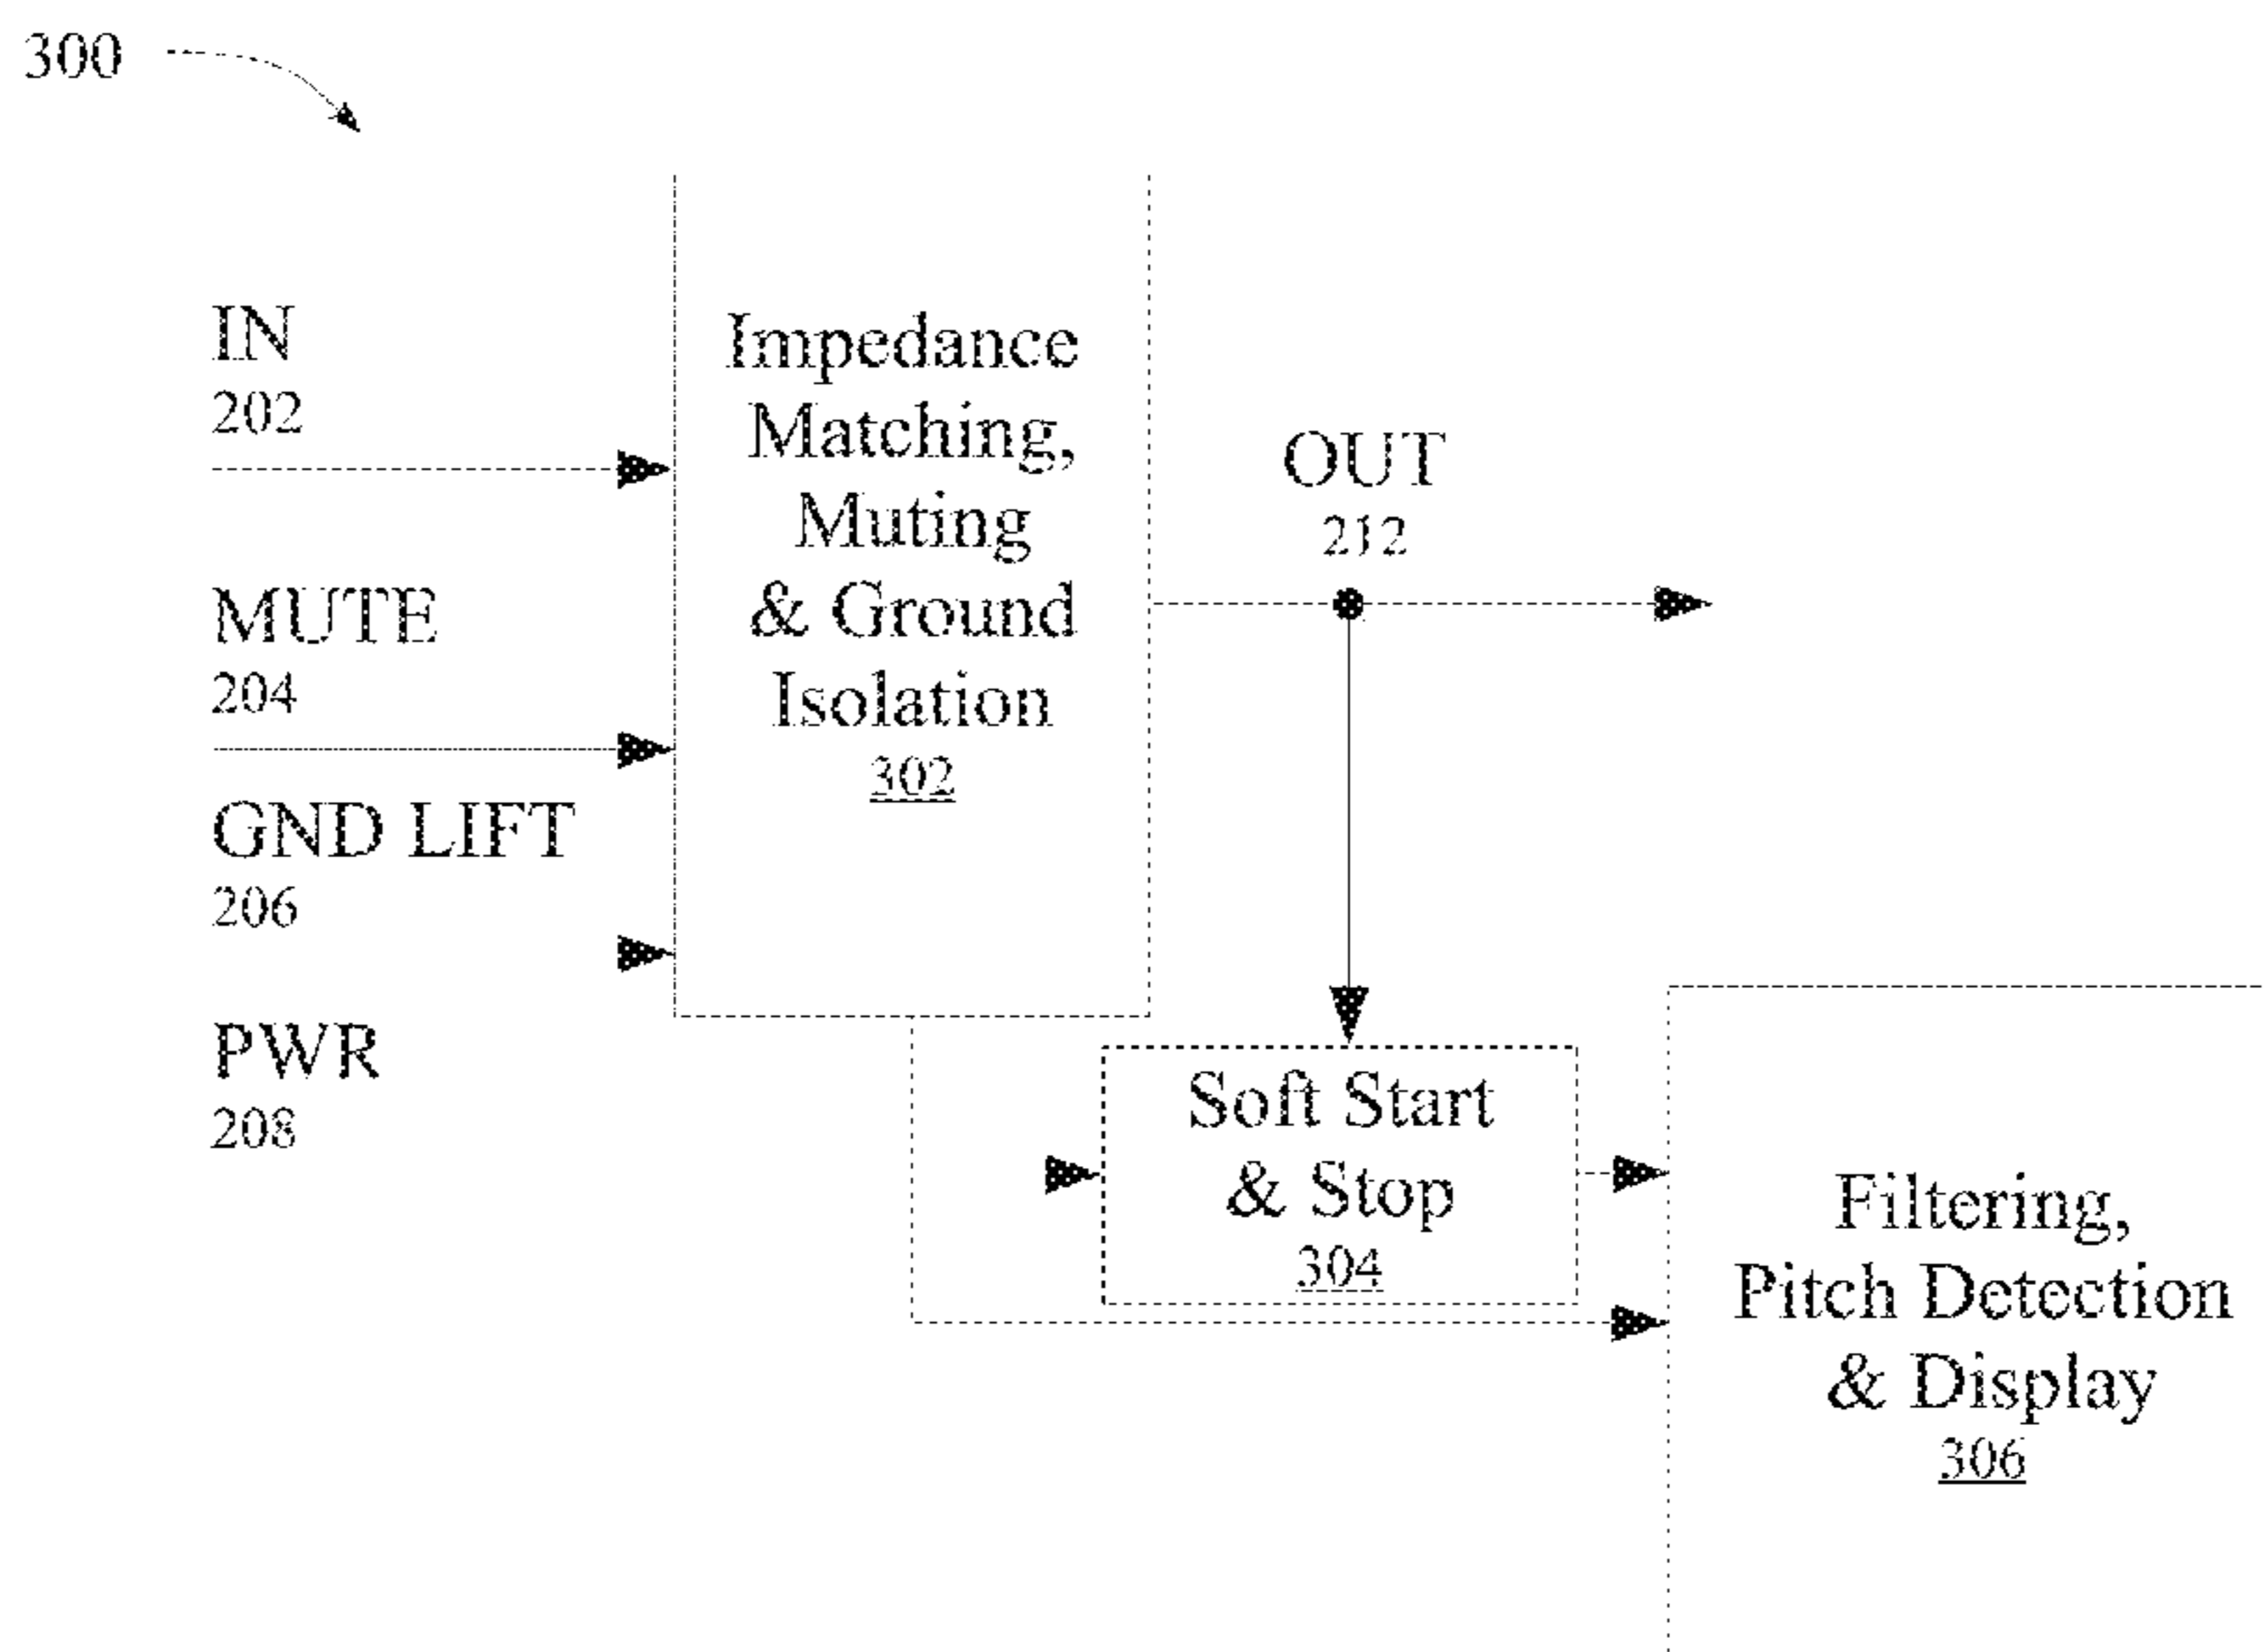 300
IN
202
MUTE
204
GND LIFT
206
PWR
208
Impedance
Matching,
Muting
& Ground
Isolation
302
OUT
212
Soft Start
& Stop
304
Filtering,
Pitch Detection
& Display
306